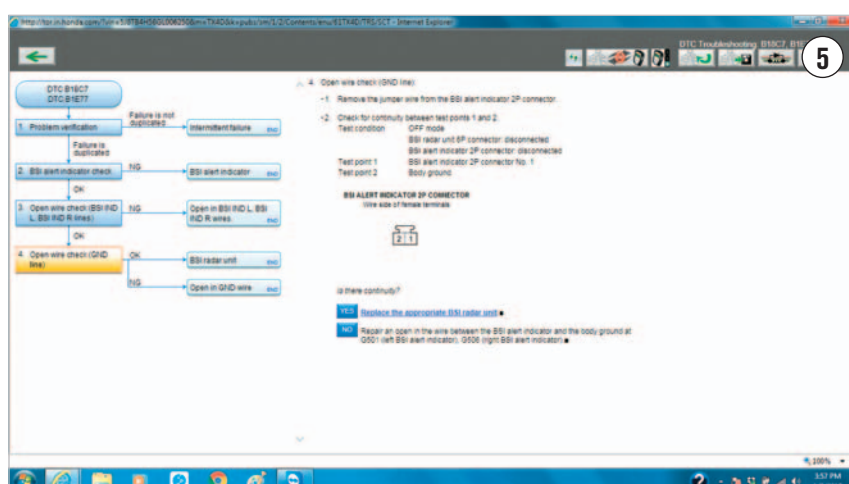 - Internet Explorer
DTC Troubleshooting: B18C7, B1E
5
DTC B18C7
DTC B1E77
1. Problem verification
Failure is not
duplicated
Intermittent failure
END
Failure is
duplicated
2. BSI alert indicator check
NG
BSI alert indicator
END
OK
3. Open wire check (BSI IND
L, BSI IND R lines)
NG
Open in BSI IND L, BSI
IND R wires
END
OK
4. Open wire check (GND
line)
OK
BSI radar unit
END
NG
Open in GND wire
END
4. Open wire check (GND line):
-1. Remove the jumper wire from the BSI alert indicator 2P connector.
-2. Check for continuity between test points 1 and 2.
Test condition OFF mode
BSI radar unit 6P connector: disconnected
BSI alert indicator 2P connector: disconnected
Test point 1 BSI alert indicator 2P connector No. 1
Test point 2 Body ground
BSI ALERT INDICATOR 2P CONNECTOR
Wire side of female terminals
2 1
Is there continuity?
YES Replace the appropriate BSI radar unit.■
NO Repair an open in the wire between the BSI alert indicator and the body ground at
G501 (left BSI alert indicator), G506 (right BSI alert indicator).■
100%
3:57 PM